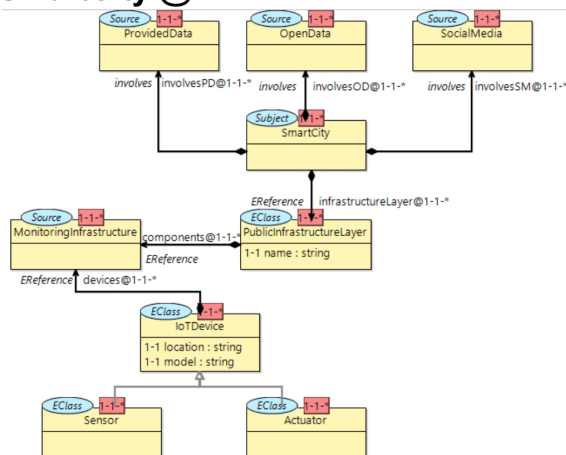 Source 1-1-* Source 1-1-* Source 1-1-*
ProvidedData OpenData SocialMedia
involves involvesPD@1-1-* involves involvesOD@1-1-* involves involvesSM@1-1-*
Subject 1-1-*
SmartCity
EReference infrastructureLayer@1-1-*
Source 1-1-* EClass 1-1-*
MonitoringInfrastructure components@1-1-* PublicInfrastructureLayer
EReference 1-1 name : string
EReference devices@1-1-*
EClass 1-1-*
IoTDevice
1-1 location : string
1-1 model : string
EClass 1-1-* EClass 1-1-*
Sensor Actuator